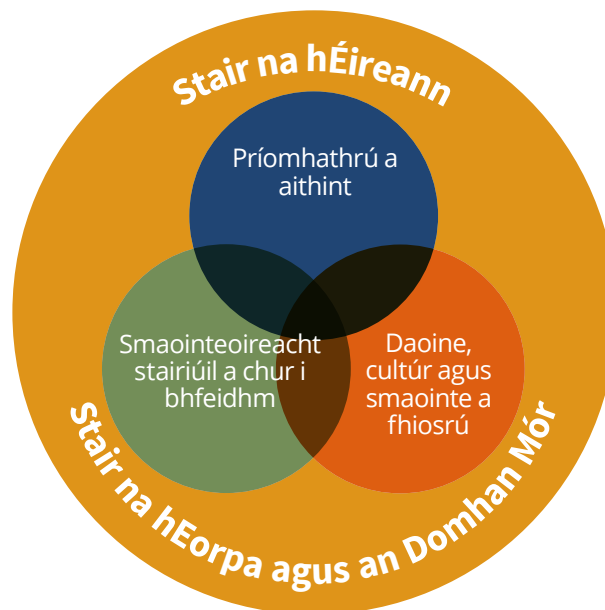 Stair na hÉireann
Príomhathrú a
aithint
Smaointeoireacht
stairiúil a chur i
bhfeidhm
Daoine,
cultúr agus
smaointe a
fhiosrú
Stair na hEorpa agus an Domhan Mór